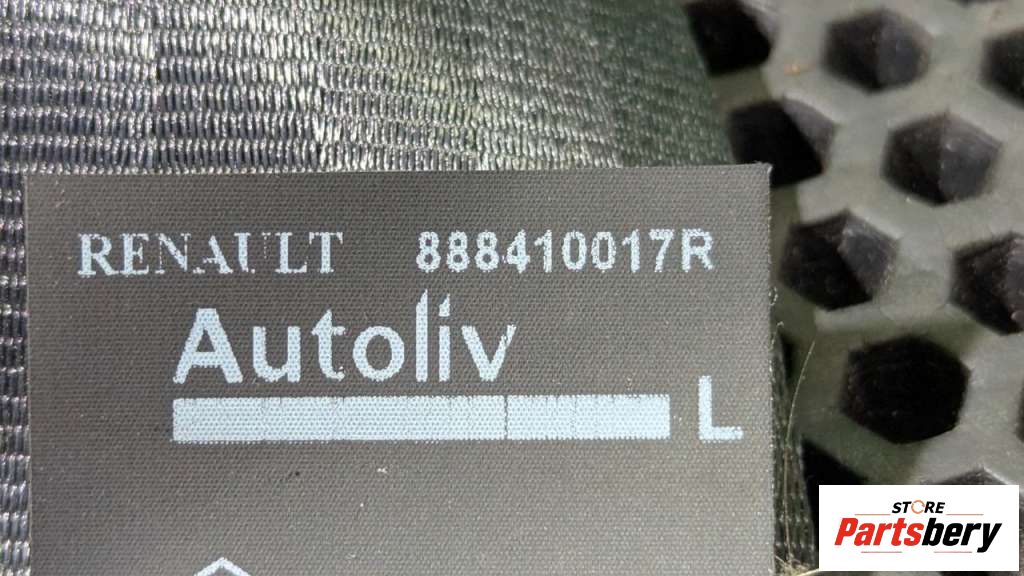 RENAULT 888410017R
Autoliv
L
STORE
Partsbery